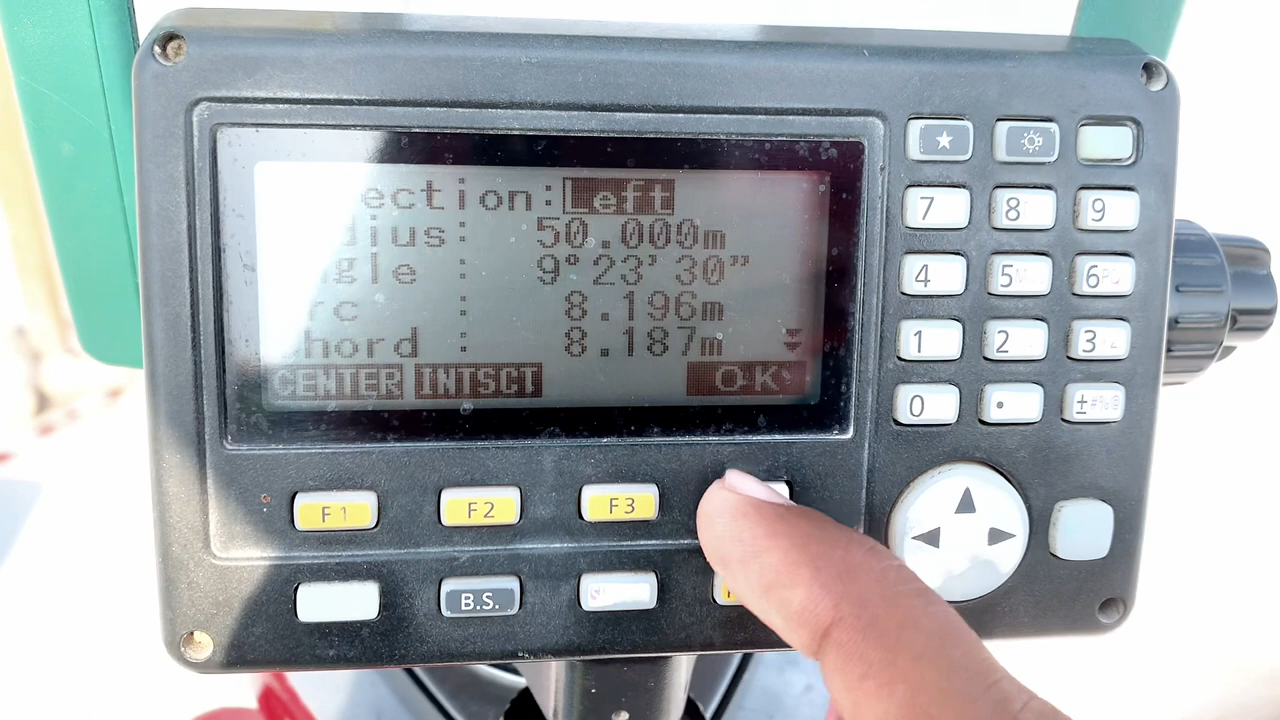 ection:Left
dius: 50.000m
ngle : 9°23'30"
rc : 8.196m
hord : 8.187m
CENTER INTSCT OK
7 8 9
4 5 6
1 2 3
0 . ±#%@
F1 F2 F3
B.S.